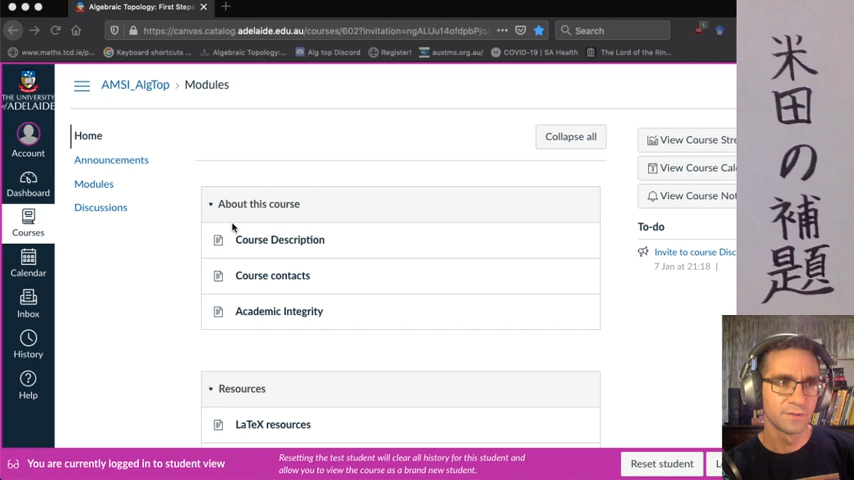 Algebraic Topology: First Steps
https://canvas.catalog.adelaide.edu.au/courses/602?invitation=ngALUu14ofdpbPjq
Search
www.maths.tcd.ie/p...
Keyboard shortcuts ...
Algebraic Topology:...
Alg top Discord
Register!
austms.org.au/
COVID-19 | SA Health
The Lord of the Rin...
THE UNIVERSITY
of ADELAIDE
Account
Dashboard
Courses
Calendar
Inbox
History
Help
AMSI_AlgTop › Modules
Home
Announcements
Modules
Discussions
Collapse all
About this course
Course Description
Course contacts
Academic Integrity
Resources
LaTeX resources
View Course Stre
View Course Cale
View Course Not
To-do
Invite to course Disc
7 Jan at 21:18 |
米田の補題
You are currently logged in to student view
Resetting the test student will clear all history for this student and
allow you to view the course as a brand new student.
Reset student